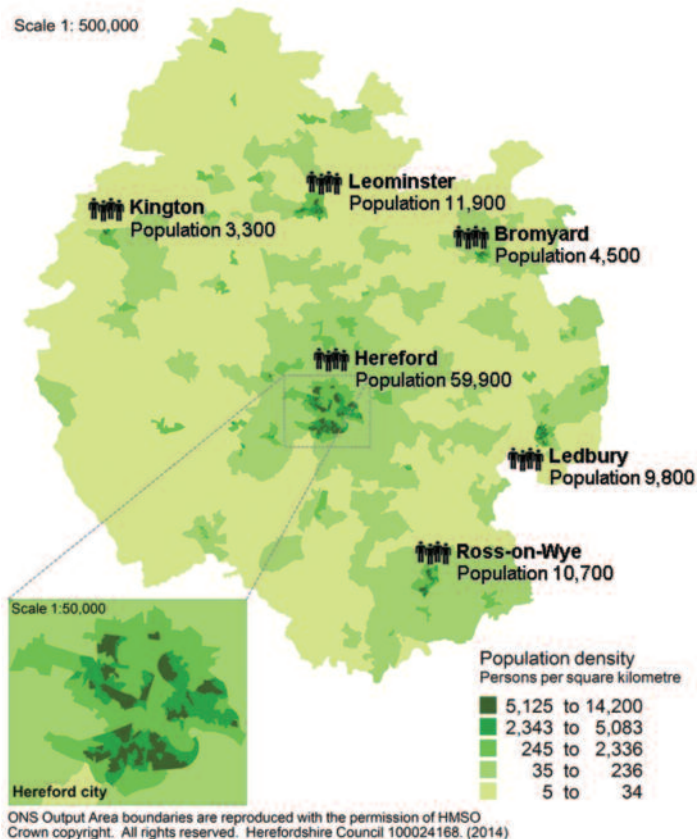 Scale 1: 500,000
Leominster
Population 11,900
Kington
Population 3,300
Bromyard
Population 4,500
Hereford
Population 59,900
Ledbury
Population 9,800
Ross-on-Wye
Population 10,700
Scale 1:50,000
Hereford city
Population density
Persons per square kilometre
5,125 to 14,200
2,343 to 5,083
245 to 2,336
35 to 236
5 to 34
ONS Output Area boundaries are reproduced with the permission of HMSO
Crown copyright. All rights reserved. Herefordshire Council 100024168. (2014)